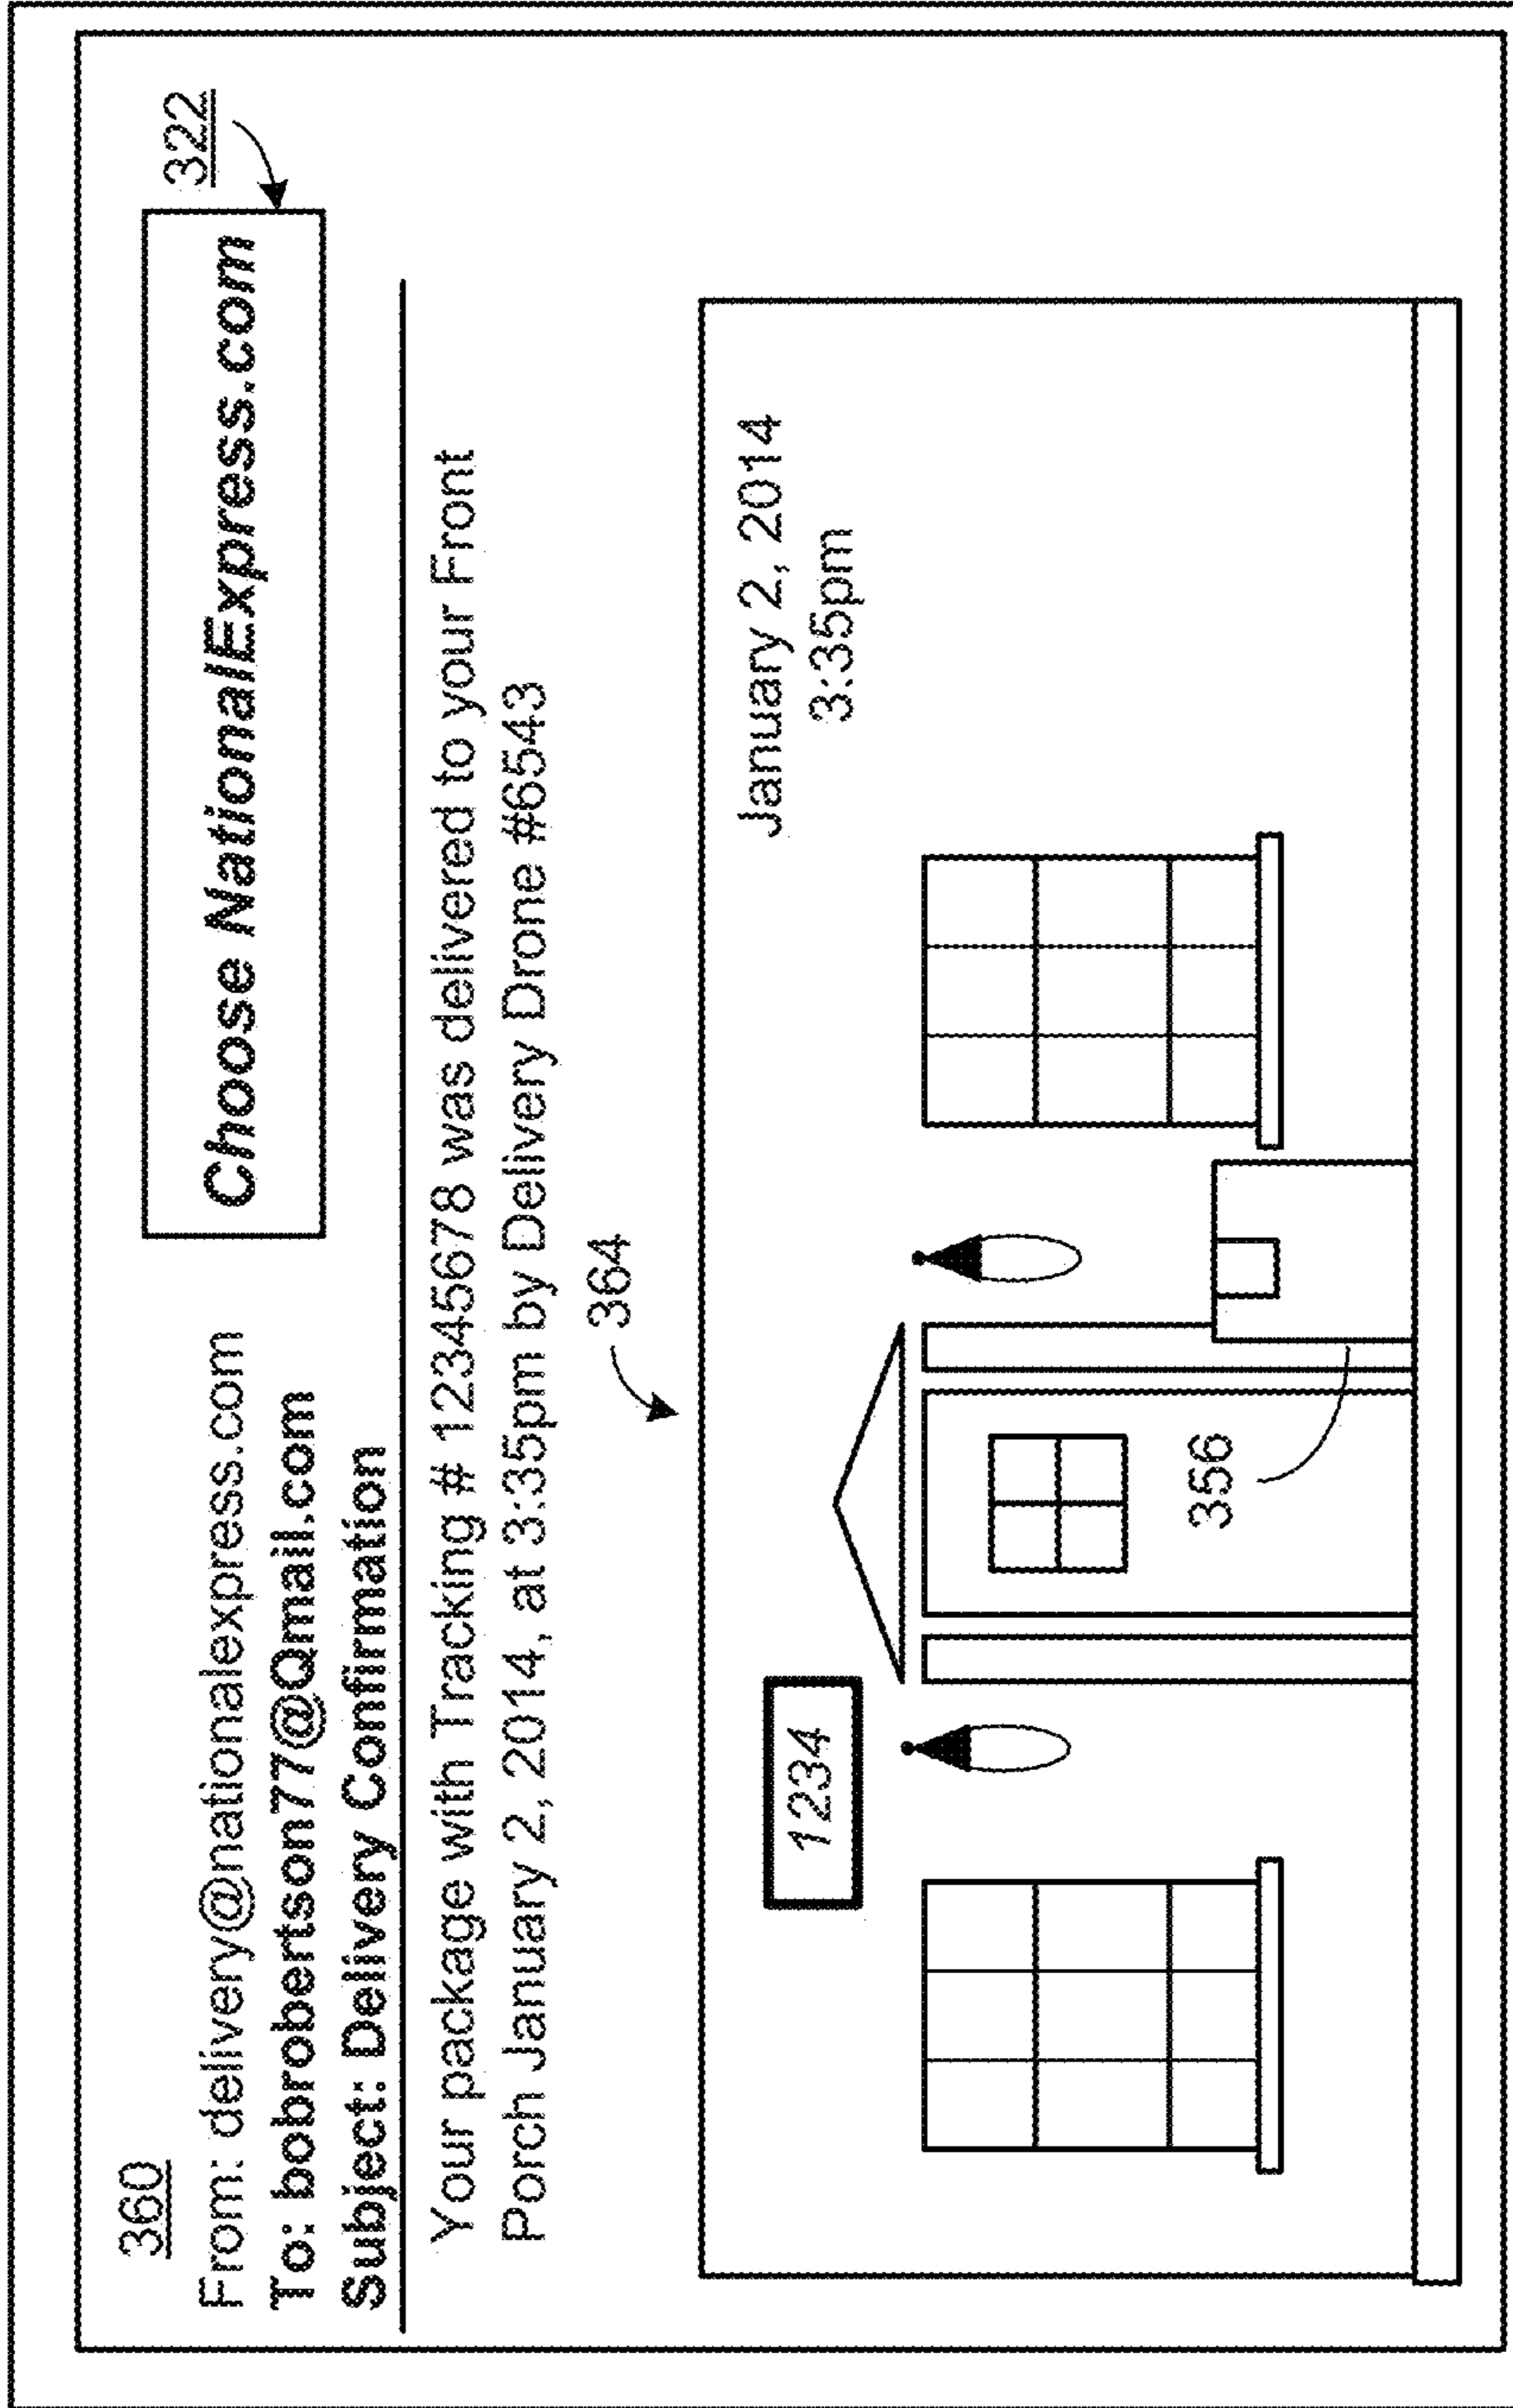 360
322
Choose NationalExpress.com
From: delivery@nationalexpress.com
To: bobrobertson77@Qmail.com
Subject: Delivery Confirmation
Your package with Tracking # 12345678 was delivered to your Front
Porch January 2, 2014, at 3:35pm by Delivery Drone #6543
364
January 2, 2014
3:35pm
1234
356